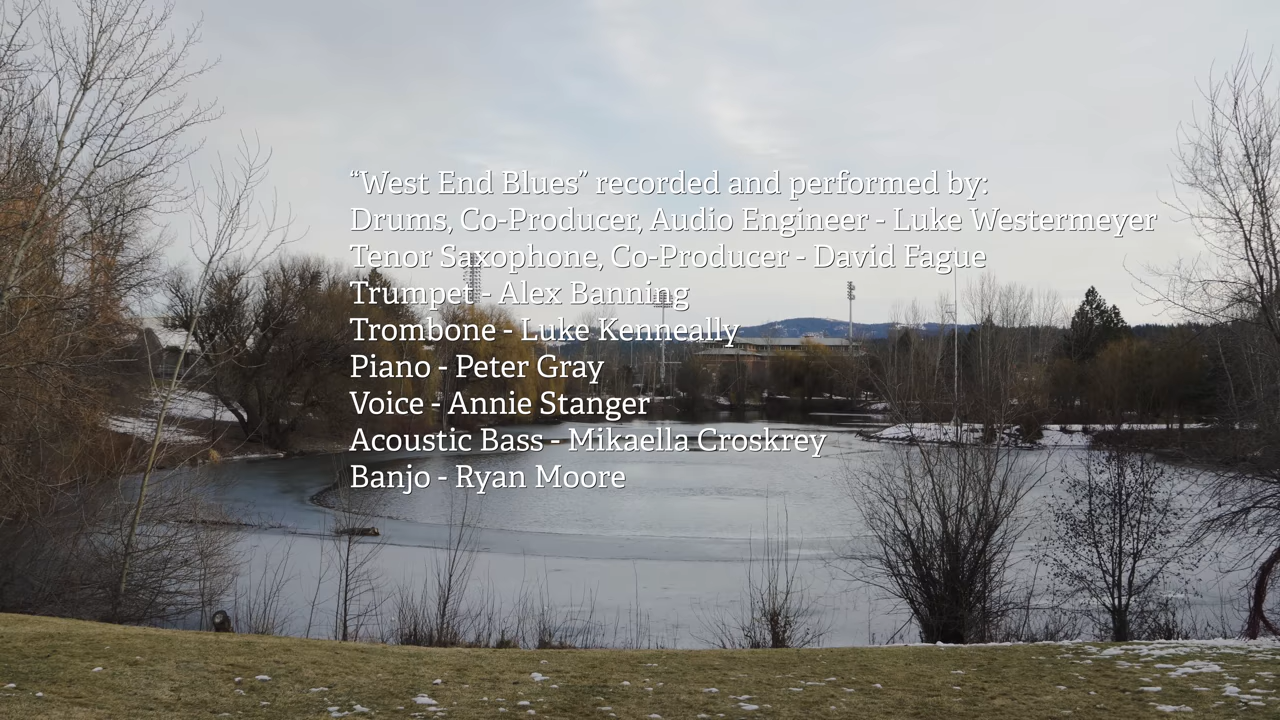 “West End Blues” recorded and performed by:
Drums, Co-Producer, Audio Engineer - Luke Westermeyer
Tenor Saxophone, Co-Producer - David Fague
Trumpet - Alex Banning
Trombone - Luke Kenneally
Piano - Peter Gray
Voice - Annie Stanger
Acoustic Bass - Mikaella Croskrey
Banjo - Ryan Moore